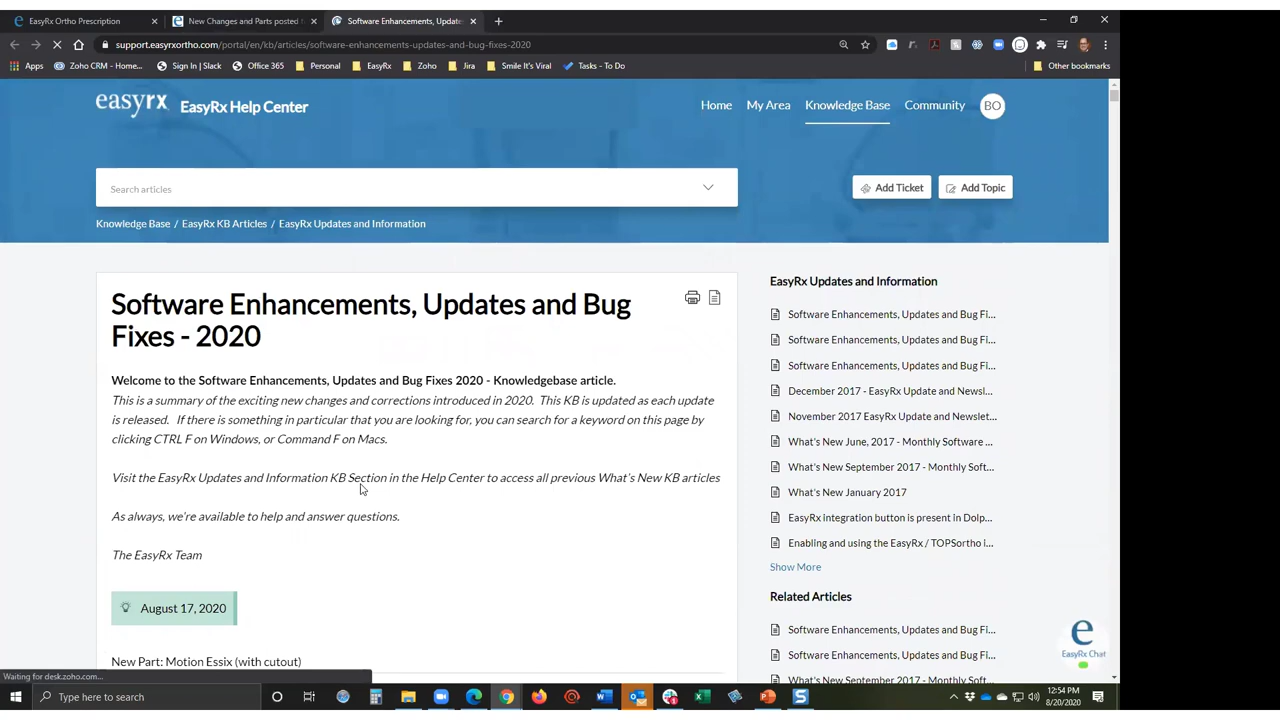 EasyRx Ortho Prescription
New Changes and Parts posted
Software Enhancements, Update
support.easyrxortho.com/portal/en/kb/articles/software-enhancements-updates-and-bug-fixes-2020
Apps
Zoho CRM - Home...
Sign In | Slack
Office 365
Personal
EasyRx
Zoho
Jira
Smile It's Viral
Tasks - To Do
Other bookmarks
easyrx EasyRx Help Center
Home
My Area
Knowledge Base
Community
BO
Search articles
Add Ticket
Add Topic
Knowledge Base / EasyRx KB Articles / EasyRx Updates and Information
Software Enhancements, Updates and Bug
Fixes - 2020
Welcome to the Software Enhancements, Updates and Bug Fixes 2020 - Knowledgebase article.
This is a summary of the exciting new changes and corrections introduced in 2020. This KB is updated as each update
is released. If there is something in particular that you are looking for, you can search for a keyword on this page by
clicking CTRL F on Windows, or Command F on Macs.
Visit the EasyRx Updates and Information KB Section in the Help Center to access all previous What's New KB articles
As always, we're available to help and answer questions.
The EasyRx Team
August 17, 2020
New Part: Motion Essix (with cutout)
EasyRx Updates and Information
Software Enhancements, Updates and Bug Fi...
Software Enhancements, Updates and Bug Fi...
Software Enhancements, Updates and Bug Fi...
December 2017 - EasyRx Update and Newsl...
November 2017 EasyRx Update and Newslet...
What's New June, 2017 - Monthly Software ...
What's New September 2017 - Monthly Soft...
What's New January 2017
EasyRx integration button is present in Dolp...
Enabling and using the EasyRx / TOPSortho i...
Show More
Related Articles
Software Enhancements, Updates and Bug Fi...
Software Enhancements, Updates and Bug Fi...
What's New September 2017 - Monthly Soft...
e
EasyRx Chat
Waiting for desk.zoho.com...
Type here to search
12:54 PM
8/20/2020